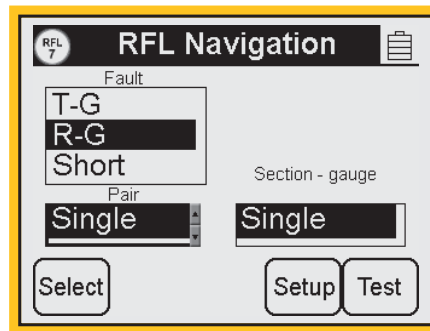 RFL
7
RFL Navigation
Fault
T-G
R-G
Short
Section - gauge
Pair
Single
Single
Select
Setup
Test